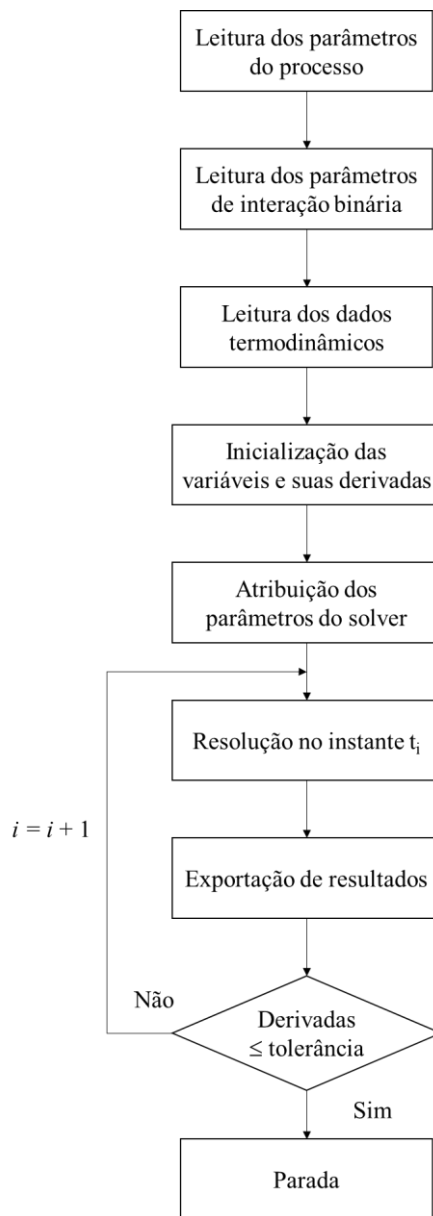 Leitura dos parâmetros
do processo
Leitura dos parâmetros
de interação binária
Leitura dos dados
termodinâmicos
Inicialização das
variáveis e suas derivadas
Atribuição dos
parâmetros do solver
Resolução no instante tᵢ
i = i + 1
Exportação de resultados
Não
Derivadas
≤ tolerância
Sim
Parada